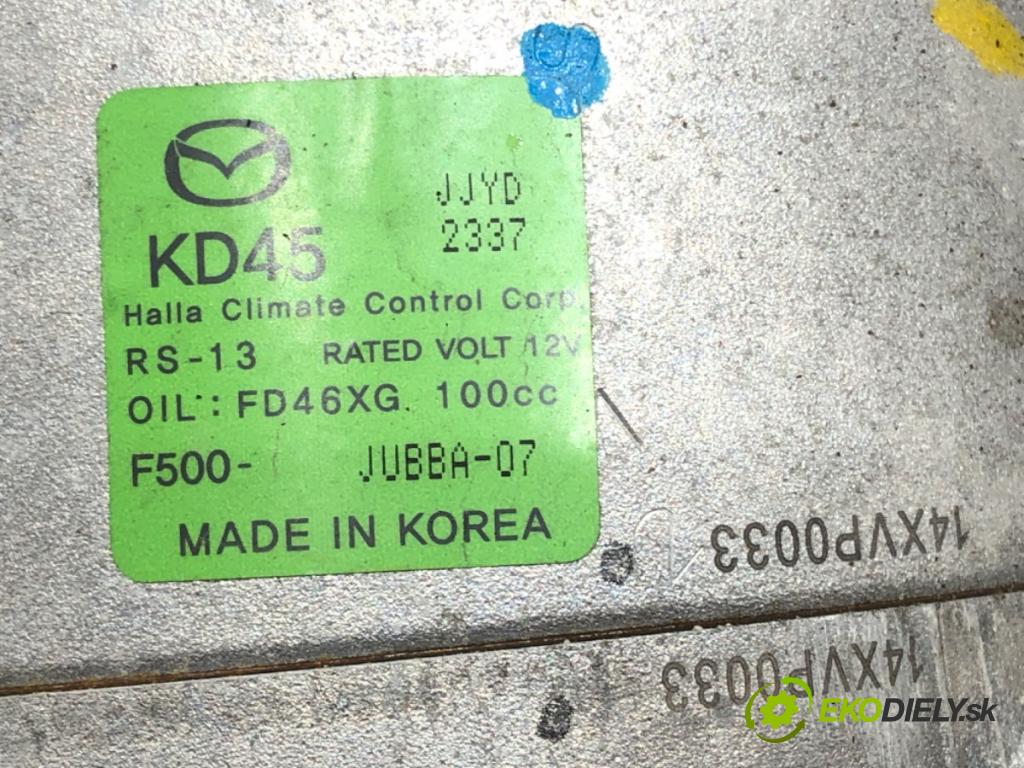 JJYD
KD45 2337
Halla Climate Control Corp.
RS-13 RATED VOLT 12V
OIL: FD46XG. 100cc
F500- JUBBA-07
MADE IN KOREA
14XVP0033
14XVP0033
EKODIELY.sk